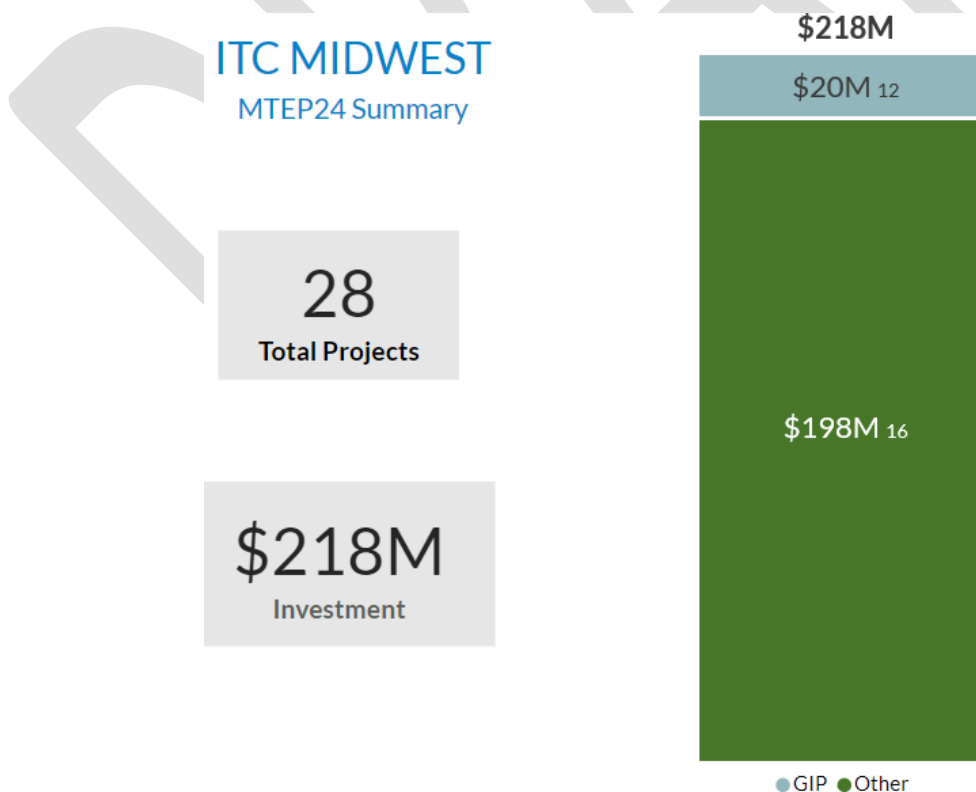 ITC MIDWEST
MTEP24 Summary
28
Total Projects
$218M
Investment
$218M
$20M 12
$198M 16
GIP Other